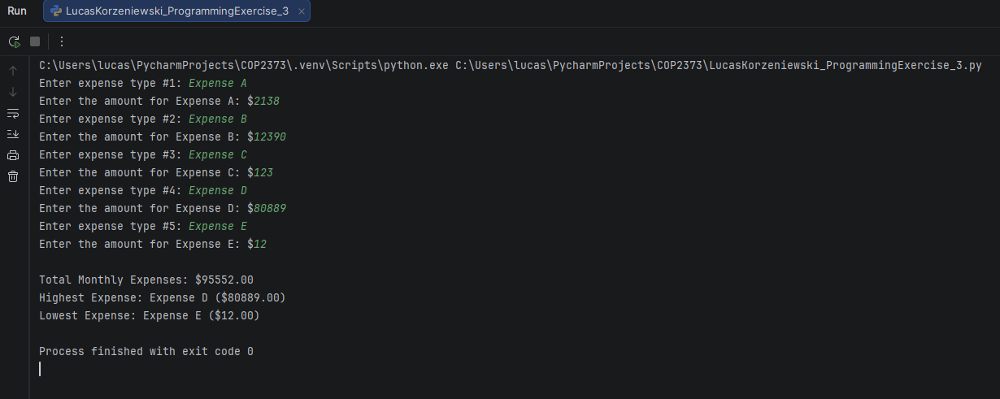 Run LucasKorzeniewski_ProgrammingExercise_3
C:\Users\lucas\PycharmProjects\COP2373\.venv\Scripts\python.exe C:\Users\lucas\PycharmProjects\COP2373\LucasKorzeniewski_ProgrammingExercise_3.py
Enter expense type #1: Expense A
Enter the amount for Expense A: $2138
Enter expense type #2: Expense B
Enter the amount for Expense B: $12390
Enter expense type #3: Expense C
Enter the amount for Expense C: $123
Enter expense type #4: Expense D
Enter the amount for Expense D: $80889
Enter expense type #5: Expense E
Enter the amount for Expense E: $12
Total Monthly Expenses: $95552.00
Highest Expense: Expense D ($80889.00)
Lowest Expense: Expense E ($12.00)
Process finished with exit code 0